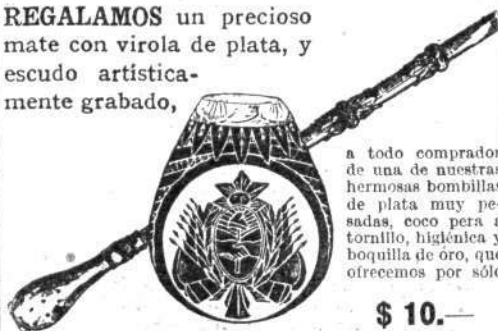 REGALAMOS un precioso
mate con virola de plata, y
escudo artística-
mente grabado,
a todo comprador
de una de nuestras
hermosas bombillas
de plata muy pe-
sadas, coco pera a
tornillo, higiénica y
boquilla de óro, que
ofrecemos por sólo
$ 10.—